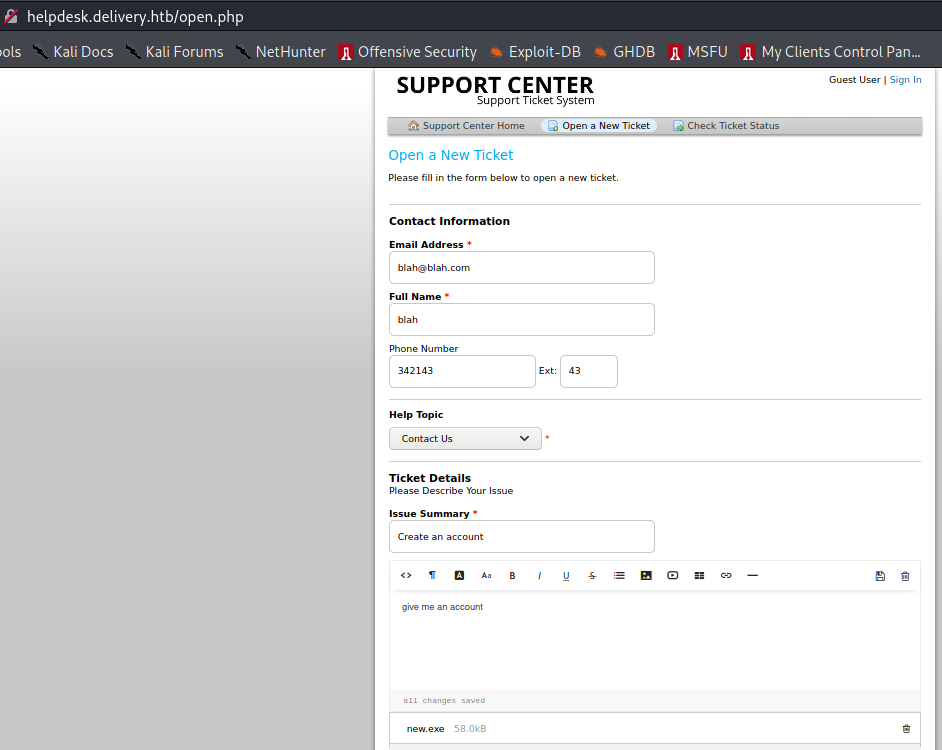 helpdesk.delivery.htb/open.php
ools Kali Docs Kali Forums NetHunter Offensive Security Exploit-DB GHDB MSFU My Clients Control Pan...
SUPPORT CENTER
Support Ticket System
Guest User | Sign In
Support Center Home Open a New Ticket Check Ticket Status
Open a New Ticket
Please fill in the form below to open a new ticket.
Contact Information
Email Address *
blah@blah.com
Full Name *
blah
Phone Number
342143 Ext: 43
Help Topic
Contact Us *
Ticket Details
Please Describe Your Issue
Issue Summary *
Create an account
<> ¶ A Aa B I U S
give me an account
all changes saved
new.exe 58.0kB